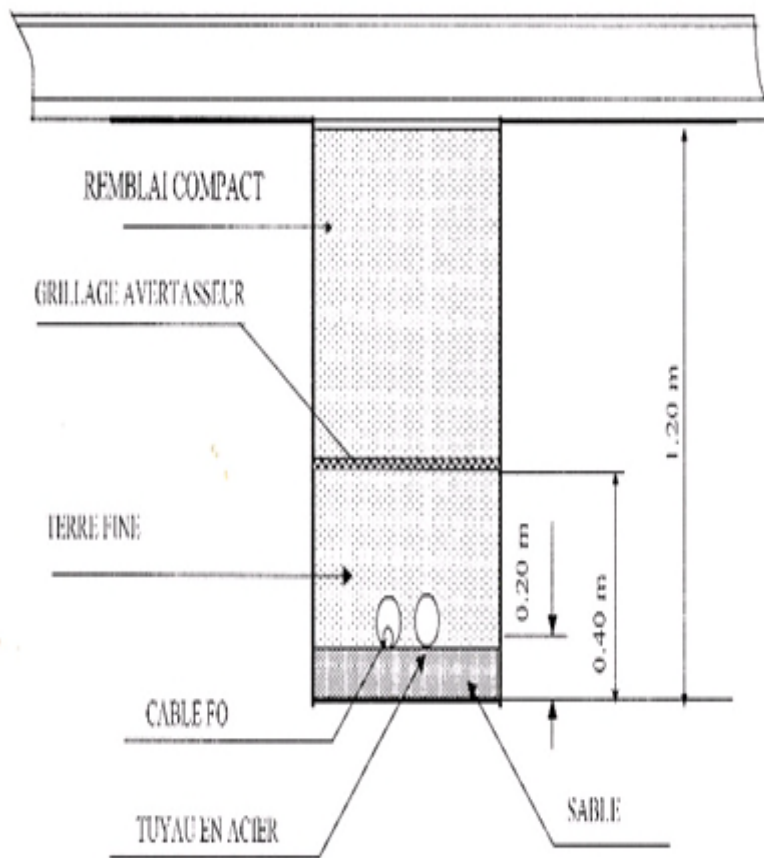 REMBLAI COMPACT
GRILLAGE AVERTASSEUR
TERRE FINE
CABLE FO
TUYAU EN ACIER
SABLE
0.20 m
0.40 m
1.20 m